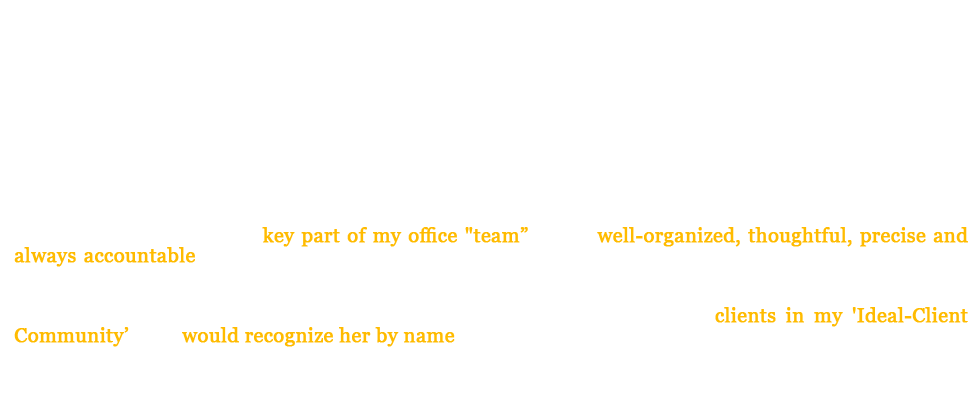 key part of my office "team” well-organized, thoughtful, precise and
always accountable
clients in my 'Ideal-Client
Community’ would recognize her by name